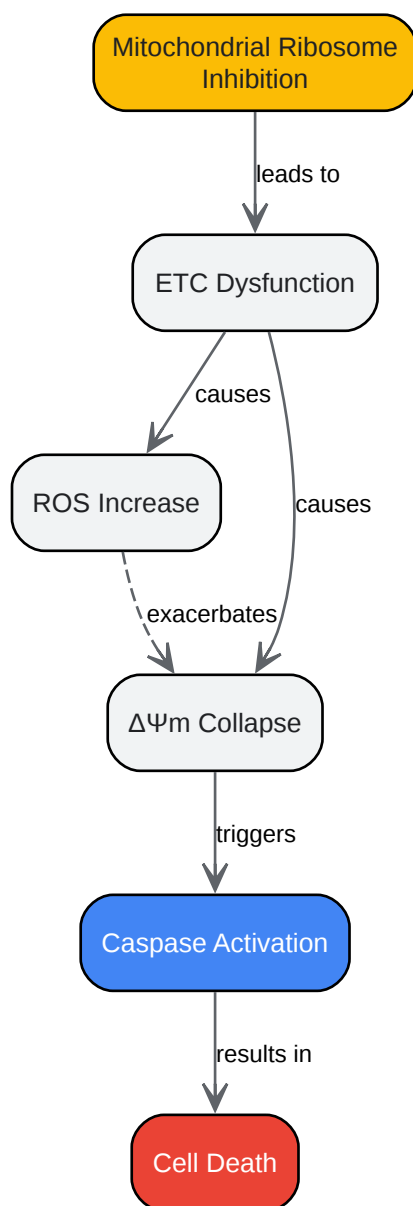 Mitochondrial Ribosome
Inhibition
leads to
ETC Dysfunction
causes
ROS Increase
causes
exacerbates
ΔΨm Collapse
triggers
Caspase Activation
results in
Cell Death